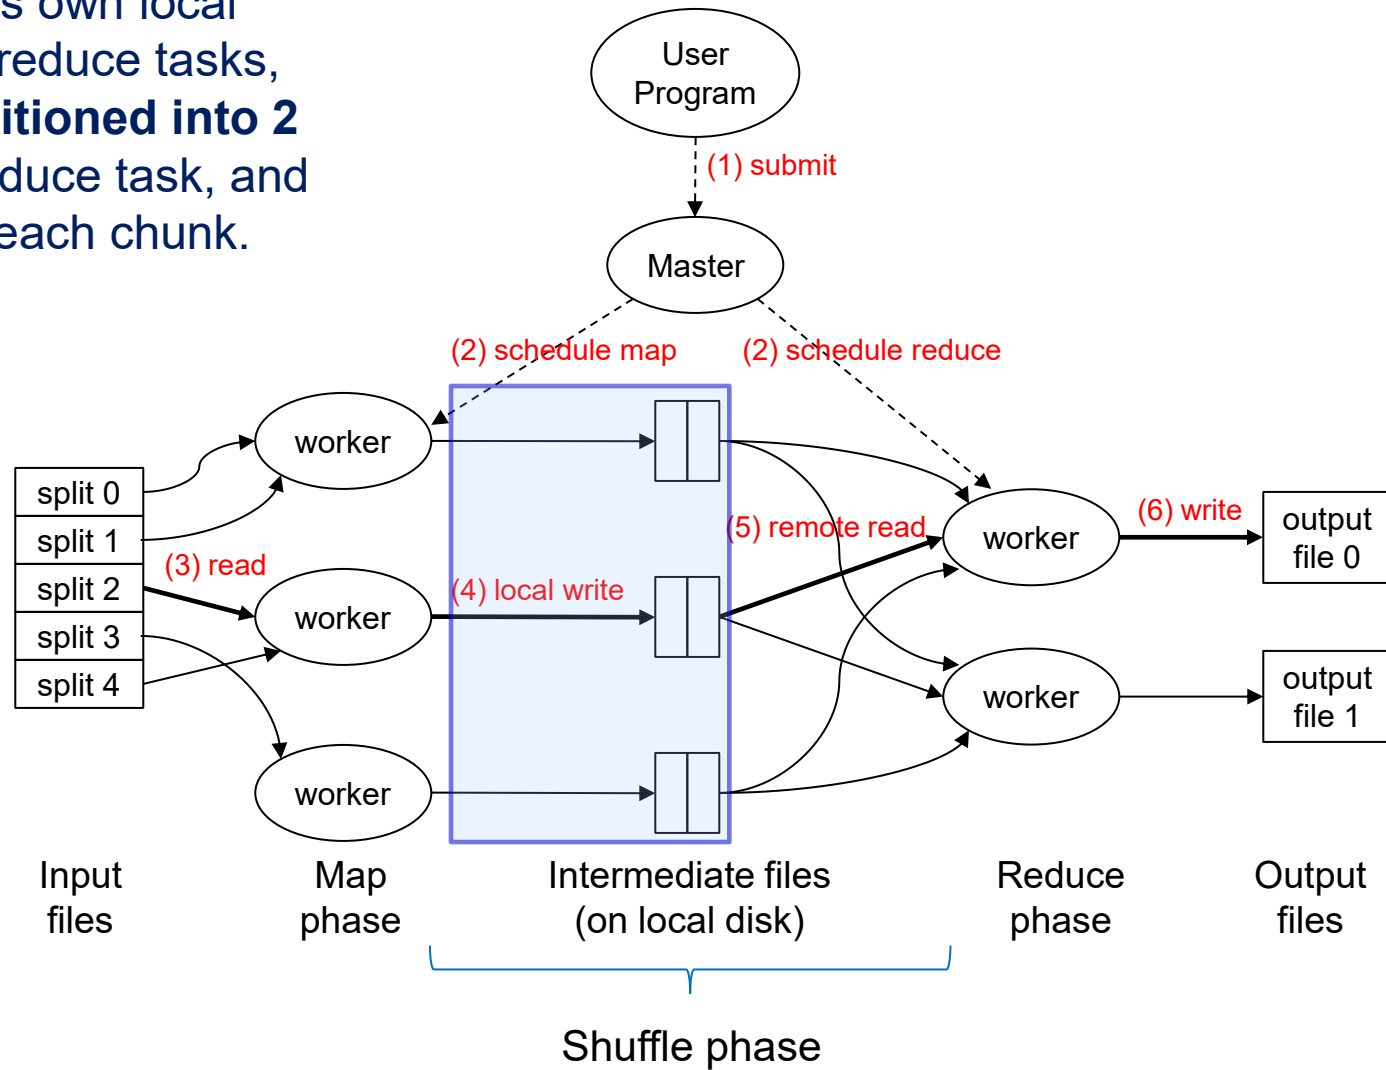 s own local
reduce tasks,
itioned into 2
duce task, and
each chunk.
User
Program
(1) submit
Master
(2) schedule map
(2) schedule reduce
worker
split 0
split 1
split 2
split 3
split 4
(3) read
worker
(4) local write
worker
(5) remote read
worker
(6) write
output
file 0
worker
output
file 1
Input
files
Map
phase
Intermediate files
(on local disk)
Reduce
phase
Output
files
Shuffle phase